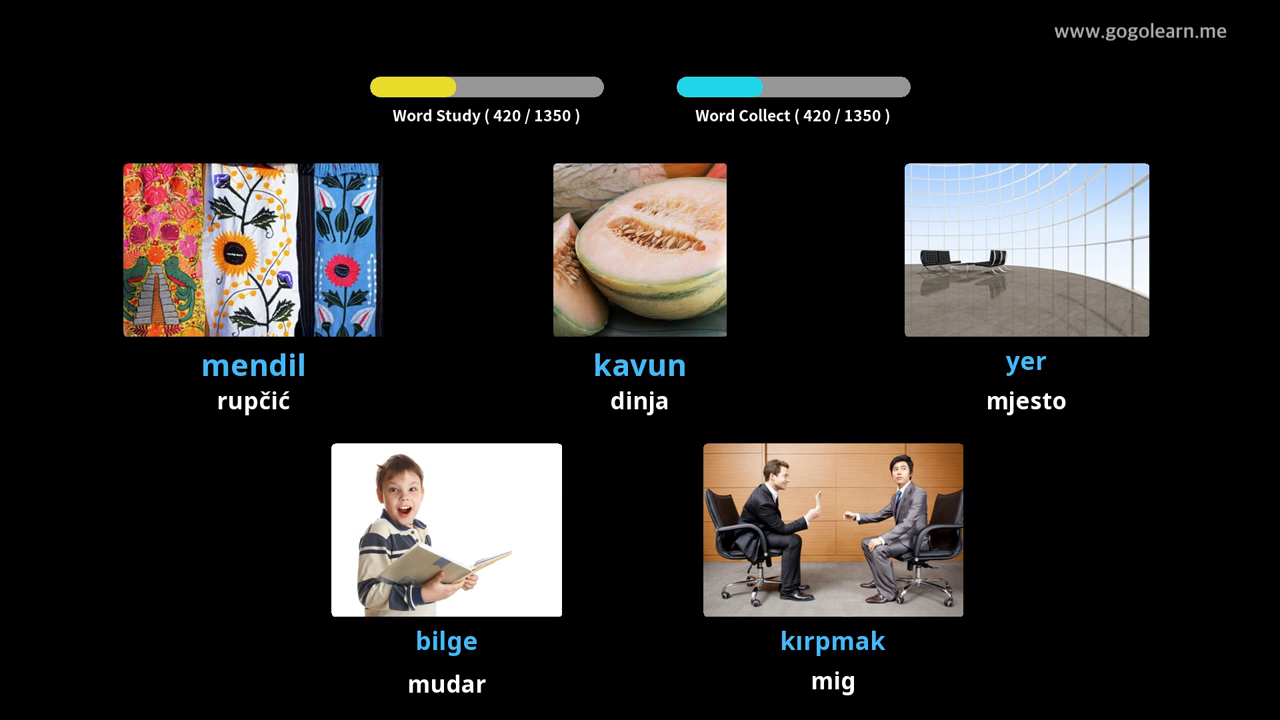 www.gogolearn.me
Word Study ( 420 / 1350 )
Word Collect ( 420 / 1350 )
mendil
rupčić
kavun
dinja
yer
mjesto
bilge
mudar
kırpmak
mig